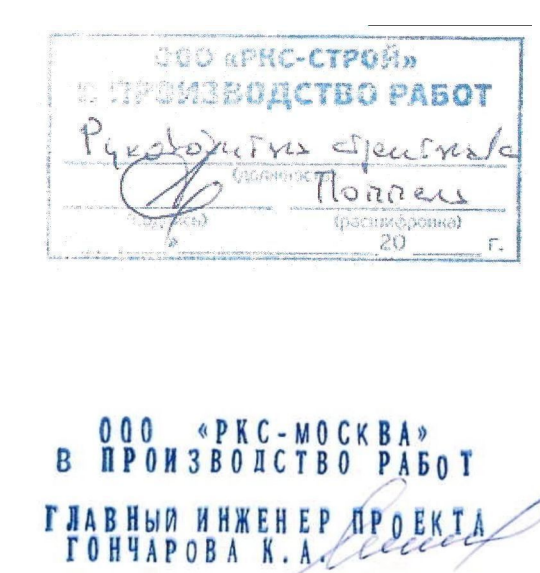 ООО «РКС-СТРОЙ»
В ПРОИЗВОДСТВО РАБОТ
Руководитель
(должность)
Поппель
(подпись) (расшифровка)
20 г.
ООО «РКС-МОСКВА»
В ПРОИЗВОДСТВО РАБОТ
ГЛАВНЫЙ ИНЖЕНЕР ПРОЕКТА
ГОНЧАРОВА К.А.